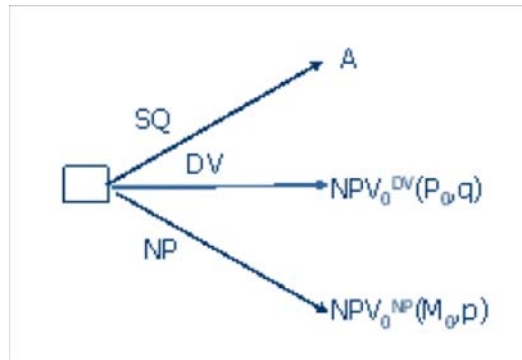 A
SQ
DV
NPV₀ᴰⱽ(P₀,q)
NP
NPV₀ᴺᴾ(M₀,p)